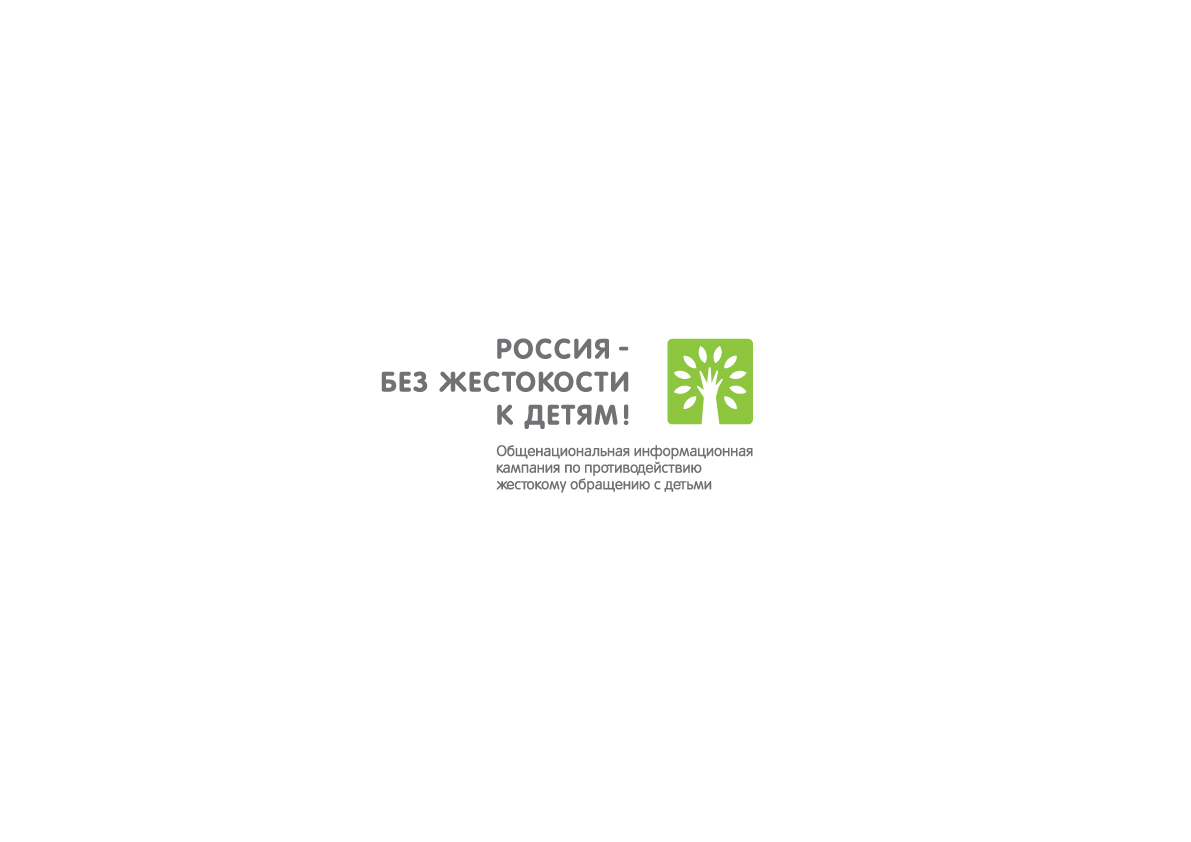 РОССИЯ -
БЕЗ ЖЕСТОКОСТИ
К ДЕТЯМ!
Общенациональная информационная
кампания по противодействию
жестокому обращению с детьми